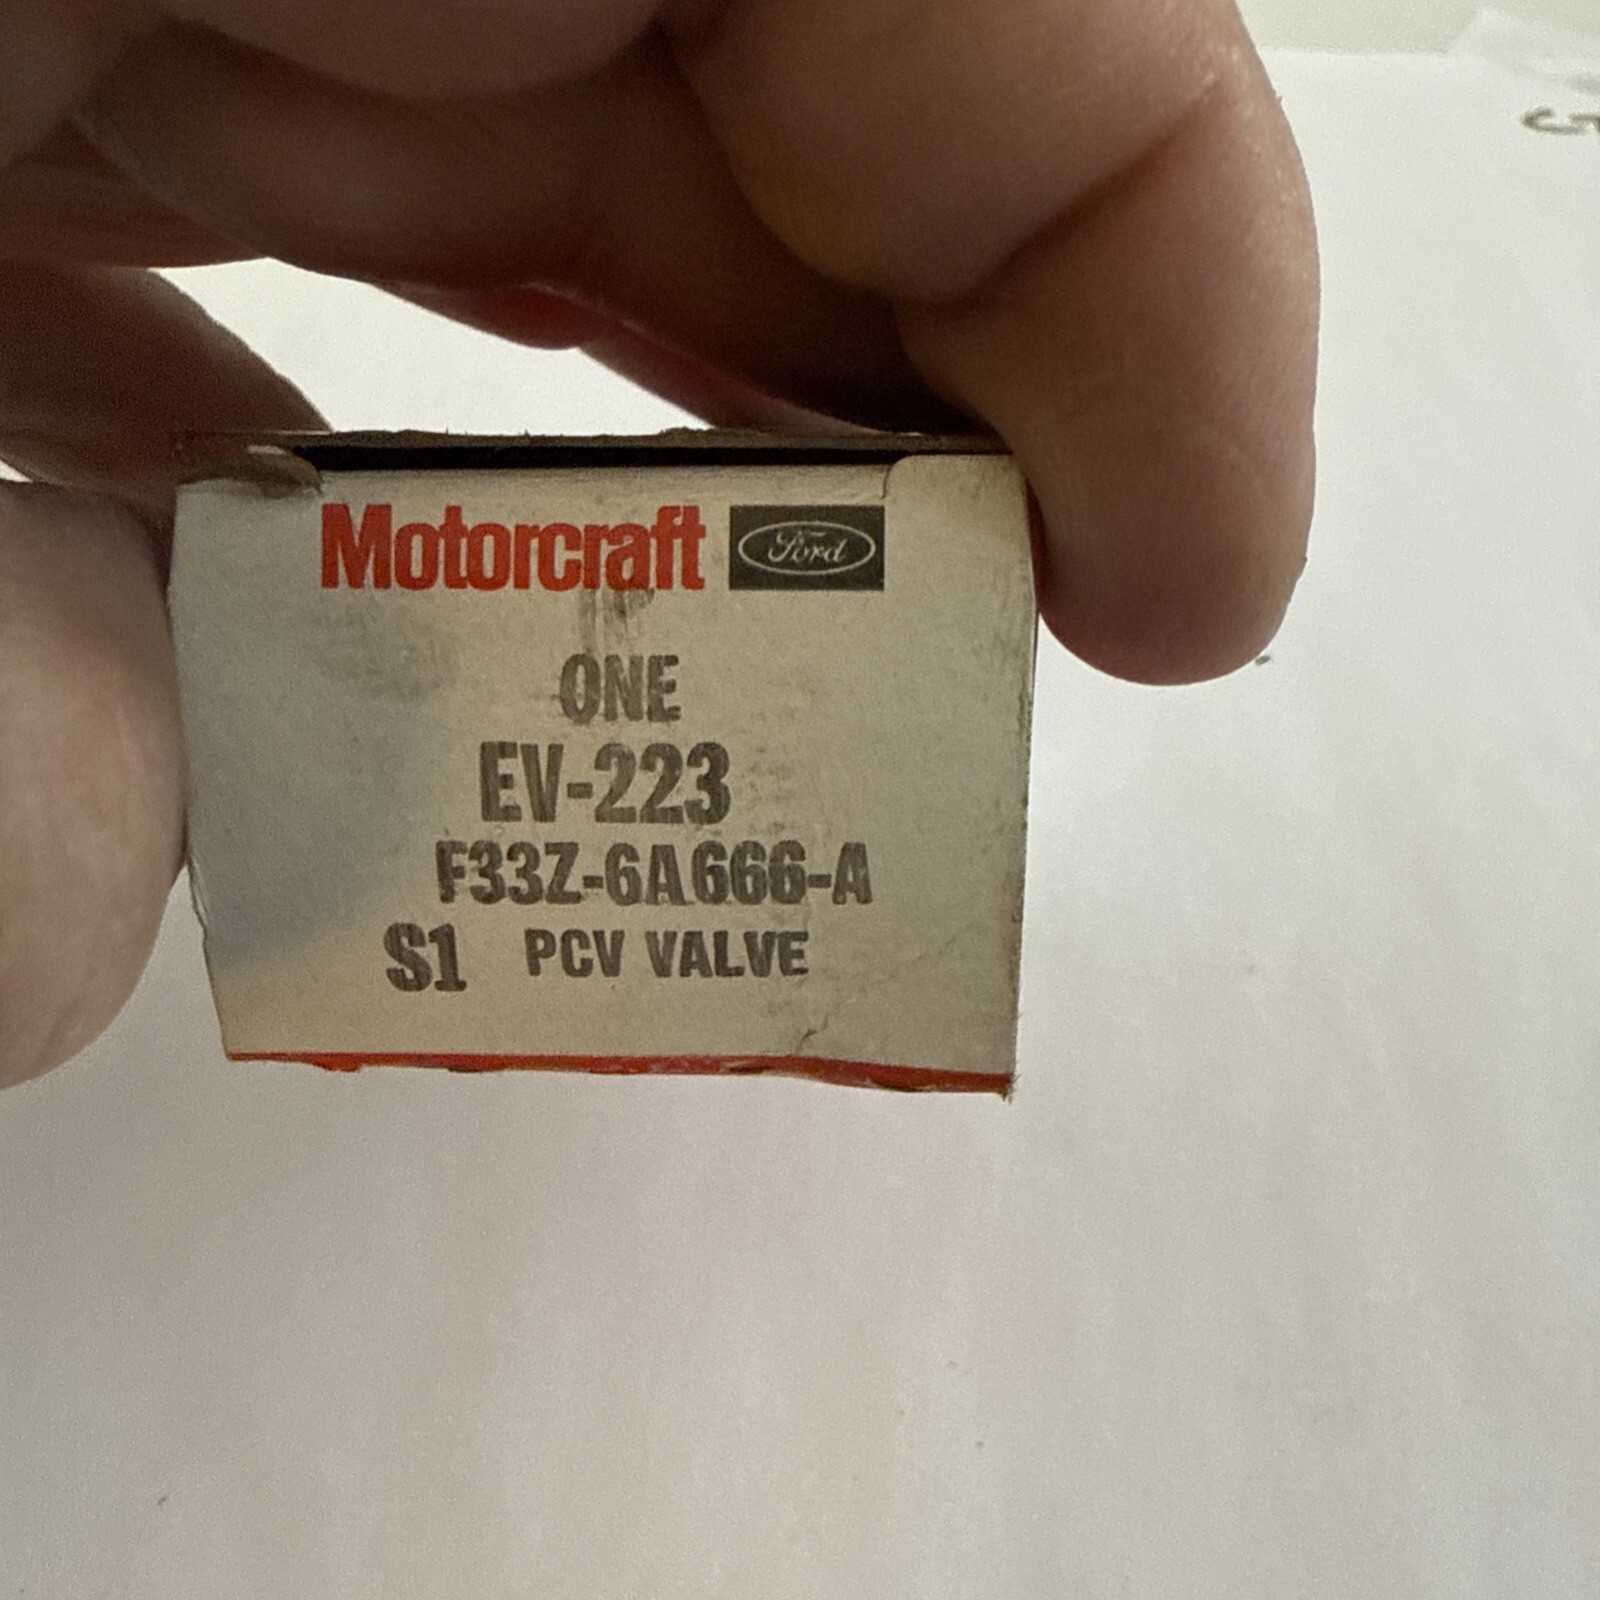 Motorcraft Ford
ONE
EV-223
F33Z-6A666-A
S1 PCV VALVE